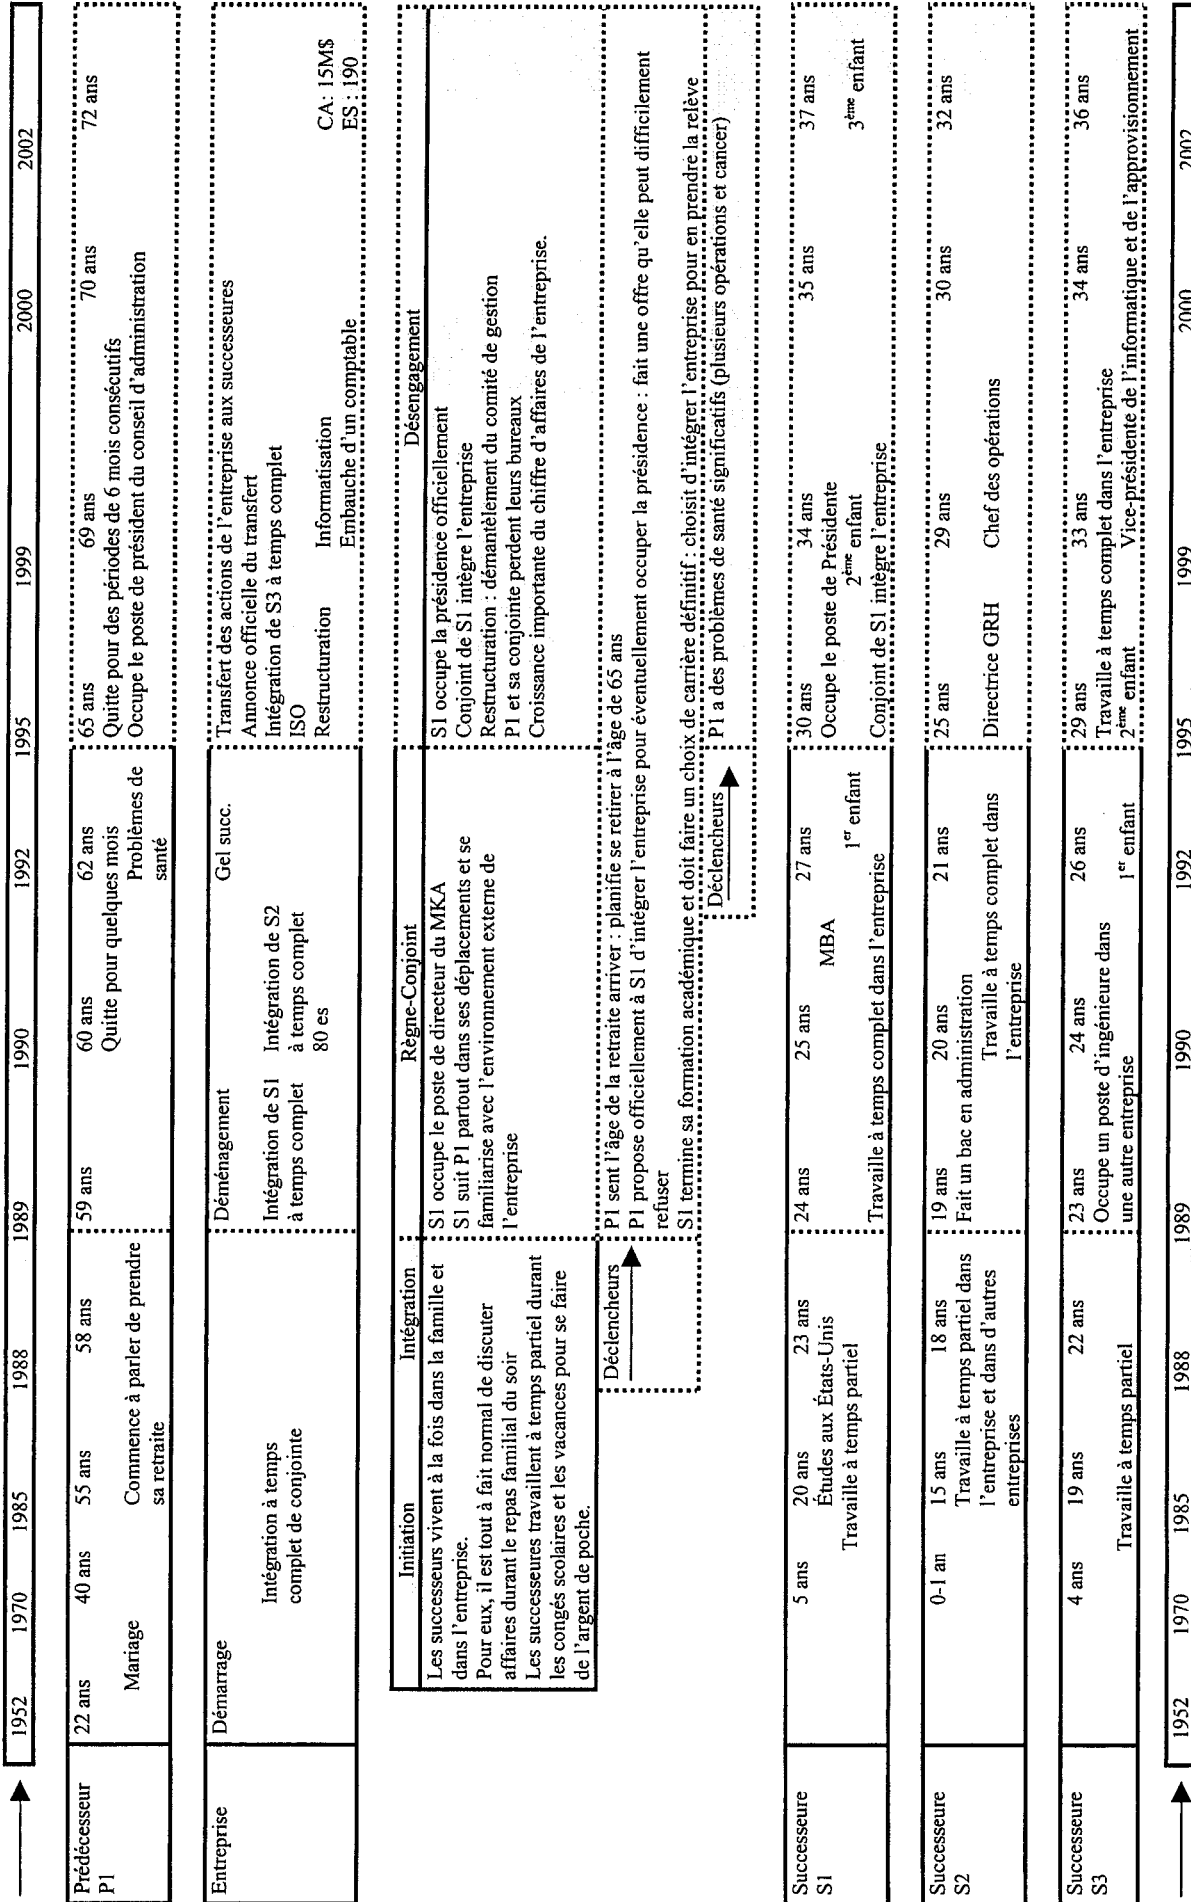 1952 1970 1985 1988 1989 1990 1992 1995 1999 2000 2002
Prédécesseur
P1
22 ans 40 ans 55 ans 58 ans 59 ans 60 ans 62 ans 65 ans 69 ans 70 ans 72 ans
Quitte pour quelques mois
Quitte pour des périodes de 6 mois consécutifs
Mariage
Commence à parler de prendre
sa retraite
Problèmes de
santé
Occupe le poste de président du conseil d'administration
Entreprise
Démarrage
Déménagement
Gel succ.
Transfert des actions de l'entreprise aux successeures
Annonce officielle du transfert
Intégration à temps
complet de conjointe
Intégration de S1
à temps complet
Intégration de S2
à temps complet
80 es
Intégration de S3 à temps complet
ISO
Restructuration
Informatisation
Embauche d'un comptable
CA: 15M$
ES : 190
Initiation Intégration Règne-Conjoint Désengagement
Les successeurs vivent à la fois dans la famille et
dans l'entreprise.
Pour eux, il est tout à fait normal de discuter
affaires durant le repas familial du soir
Les successeures travaillent à temps partiel durant
les congés scolaires et les vacances pour se faire
de l'argent de poche.
S1 occupe le poste de directeur du MKA
S1 suit P1 partout dans ses déplacements et se
familiarise avec l'environnement externe de
l'entreprise
S1 occupe la présidence officiellement
Conjoint de S1 intègre l'entreprise
Restructuration : démantèlement du comité de gestion
P1 et sa conjointe perdent leurs bureaux
Croissance importante du chiffre d'affaires de l'entreprise.
Déclencheurs
P1 sent l'âge de la retraite arriver : planifie se retirer à l'âge de 65 ans
P1 propose officiellement à S1 d'intégrer l'entreprise pour éventuellement occuper la présidence : fait une offre qu'elle peut difficilement
refuser
S1 termine sa formation académique et doit faire un choix de carrière définitif : choisit d'intégrer l'entreprise pour en prendre la relève
Déclencheurs
P1 a des problèmes de santé significatifs (plusieurs opérations et cancer)
Successeure
S1
5 ans 20 ans 23 ans 24 ans 25 ans 27 ans 30 ans 34 ans 35 ans 37 ans
Études aux États-Unis
Travaille à temps partiel
MBA
1er enfant
Travaille à temps complet dans l'entreprise
Occupe le poste de Présidente
2ème enfant
Conjoint de S1 intègre l'entreprise
3ème enfant
Successeure
S2
0-1 an 15 ans 18 ans 19 ans 20 ans 21 ans 25 ans 29 ans 30 ans 32 ans
Travaille à temps partiel dans
l'entreprise et dans d'autres
entreprises
Fait un bac en administration
Travaille à temps complet dans
l'entreprise
Directrice GRH
Chef des opérations
Successeure
S3
4 ans 19 ans 22 ans 23 ans 24 ans 26 ans 29 ans 33 ans 34 ans 36 ans
Travaille à temps partiel
Occupe un poste d'ingénieure dans
une autre entreprise
1er enfant
Travaille à temps complet dans l'entreprise
2ème enfant
Vice-présidente de l'informatique et de l'approvisionnement
1952 1970 1985 1988 1989 1990 1992 1995 1999 2000 2002